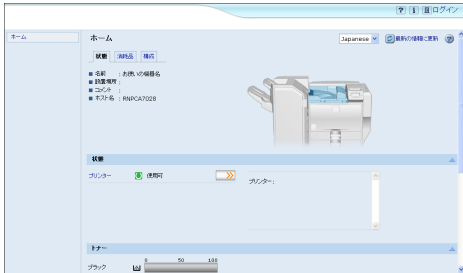 ? i ログイン
ホーム
ホーム
Japanese 最新の情報に更新 ?
状態 消耗品 構成
名前 : お使いの機器名
設置場所 :
コメント :
ホスト名 : RNPCA7028
状態
プリンター 使用可
プリンター :
トナー
0 50 100
ブラック